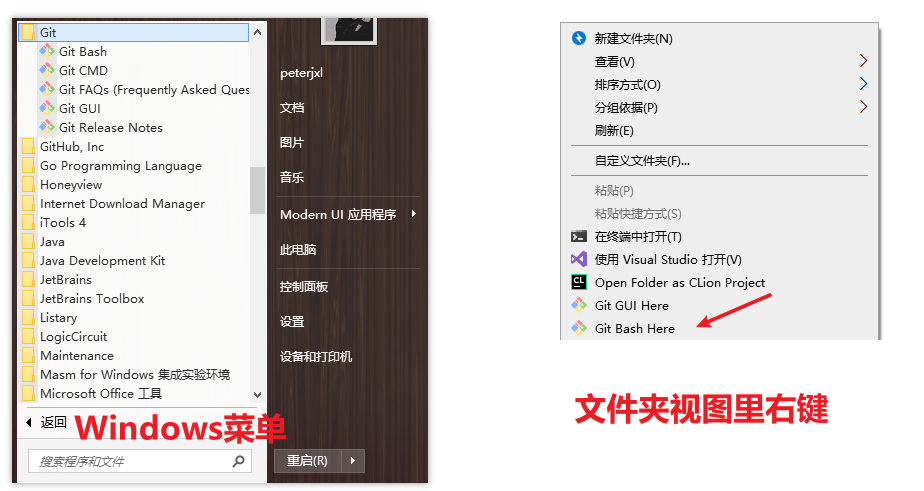 Git
Git Bash
Git CMD
Git FAQs (Frequently Asked Ques
Git GUI
Git Release Notes
GitHub, Inc
Go Programming Language
Honeyview
Internet Download Manager
iTools 4
Java
Java Development Kit
JetBrains
JetBrains Toolbox
Listary
LogicCircuit
Maintenance
Masm for Windows 集成实验环境
Microsoft Office 工具
返回
Windows菜单
搜索程序和文件
peterjxl
文档
图片
音乐
Modern UI 应用程序
此电脑
控制面板
设置
设备和打印机
重启(R)
新建文件夹(N)
查看(V)
排序方式(O)
分组依据(P)
刷新(E)
自定义文件夹(F)...
粘贴(P)
粘贴快捷方式(S)
在终端中打开(T)
使用 Visual Studio 打开(V)
CL
Open Folder as CLion Project
Git GUI Here
Git Bash Here
文件夹视图里右键